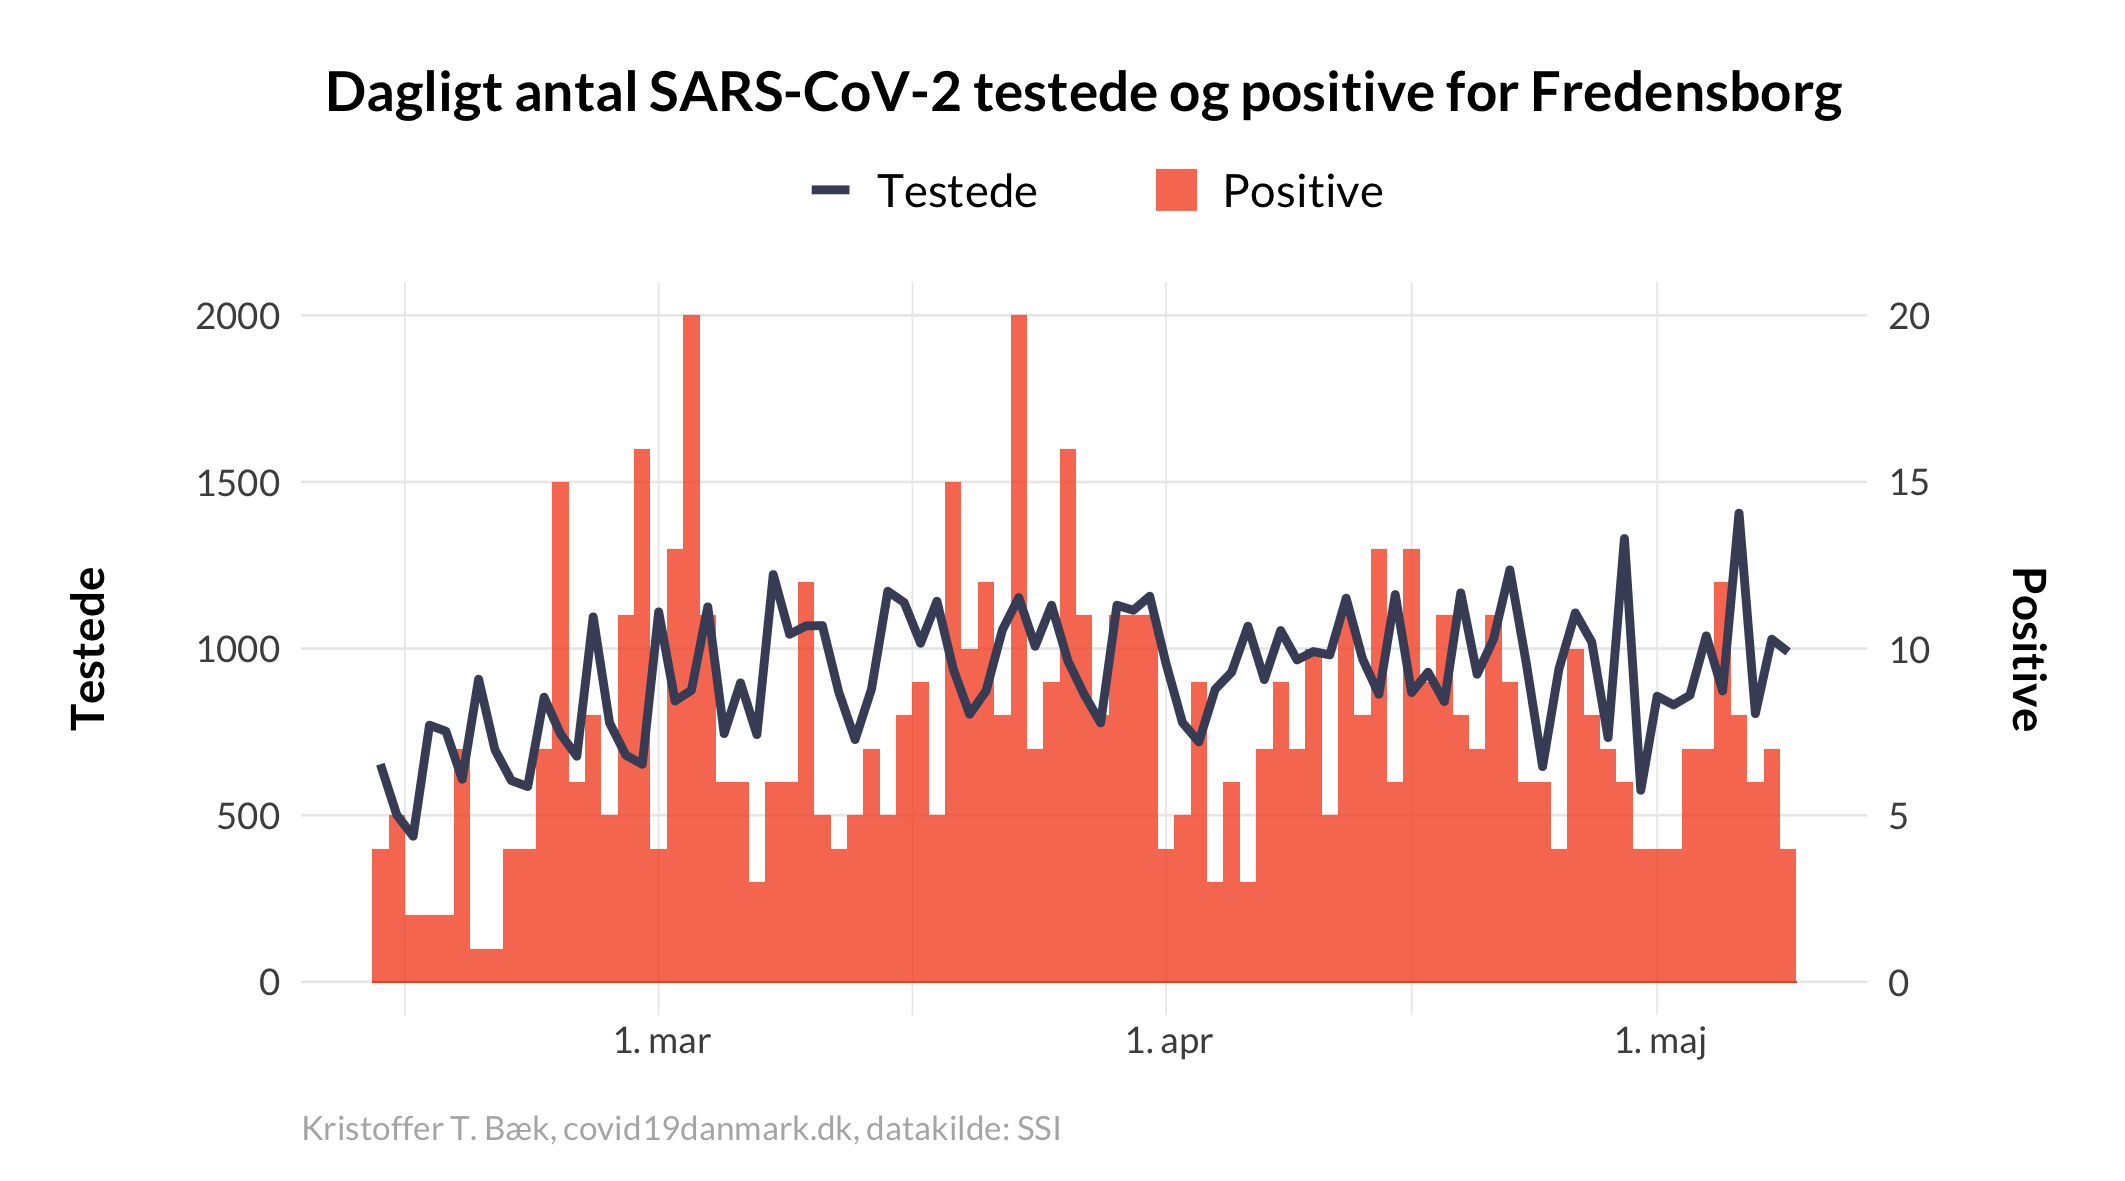 Dagligt antal SARS-CoV-2 testede og positive for Fredensborg
Testede
Positive
2000
1500
1000
500
0
20
15
10
5
0
Testede
Positive
1. mar
1. apr
1. maj
Kristoffer T. Bæk, covid19danmark.dk, datakilde: SSI